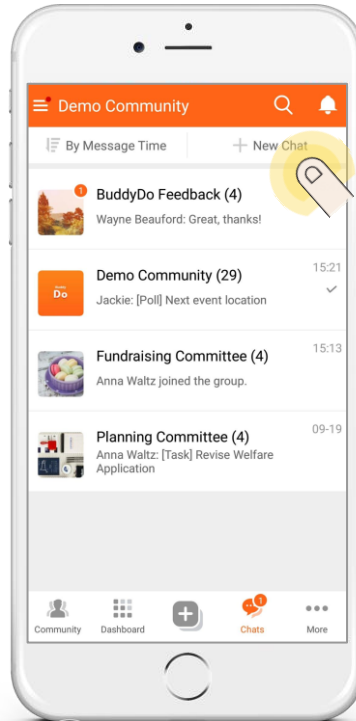 Demo Community
By Message Time
New Chat
1
BuddyDo Feedback (4)
Wayne Beauford: Great, thanks!
Demo Community (29)
15:21
Do
Jackie: [Poll] Next event location
Fundraising Committee (4)
15:13
Anna Waltz joined the group.
Planning Committee (4)
09-19
Anna Waltz: [Task] Revise Welfare
Application
1
Community
Dashboard
Chats
More